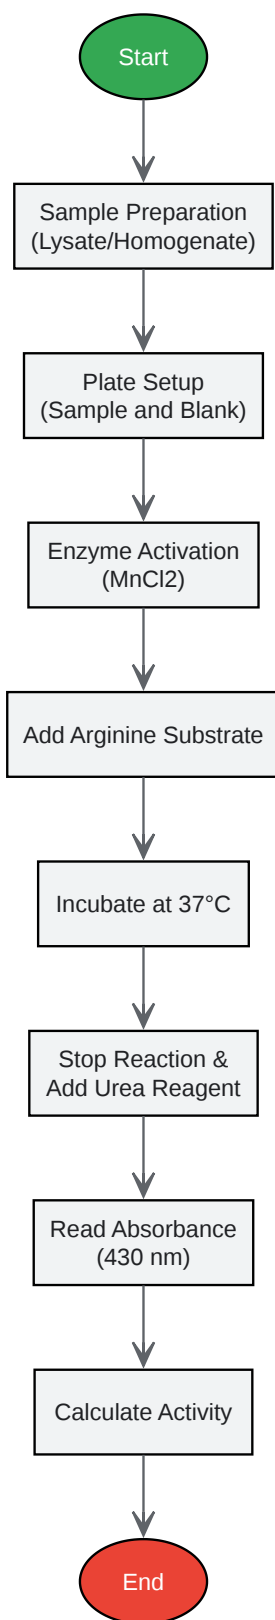 Start
Sample Preparation
(Lysate/Homogenate)
Plate Setup
(Sample and Blank)
Enzyme Activation
(MnCl2)
Add Arginine Substrate
Incubate at 37°C
Stop Reaction &
Add Urea Reagent
Read Absorbance
(430 nm)
Calculate Activity
End